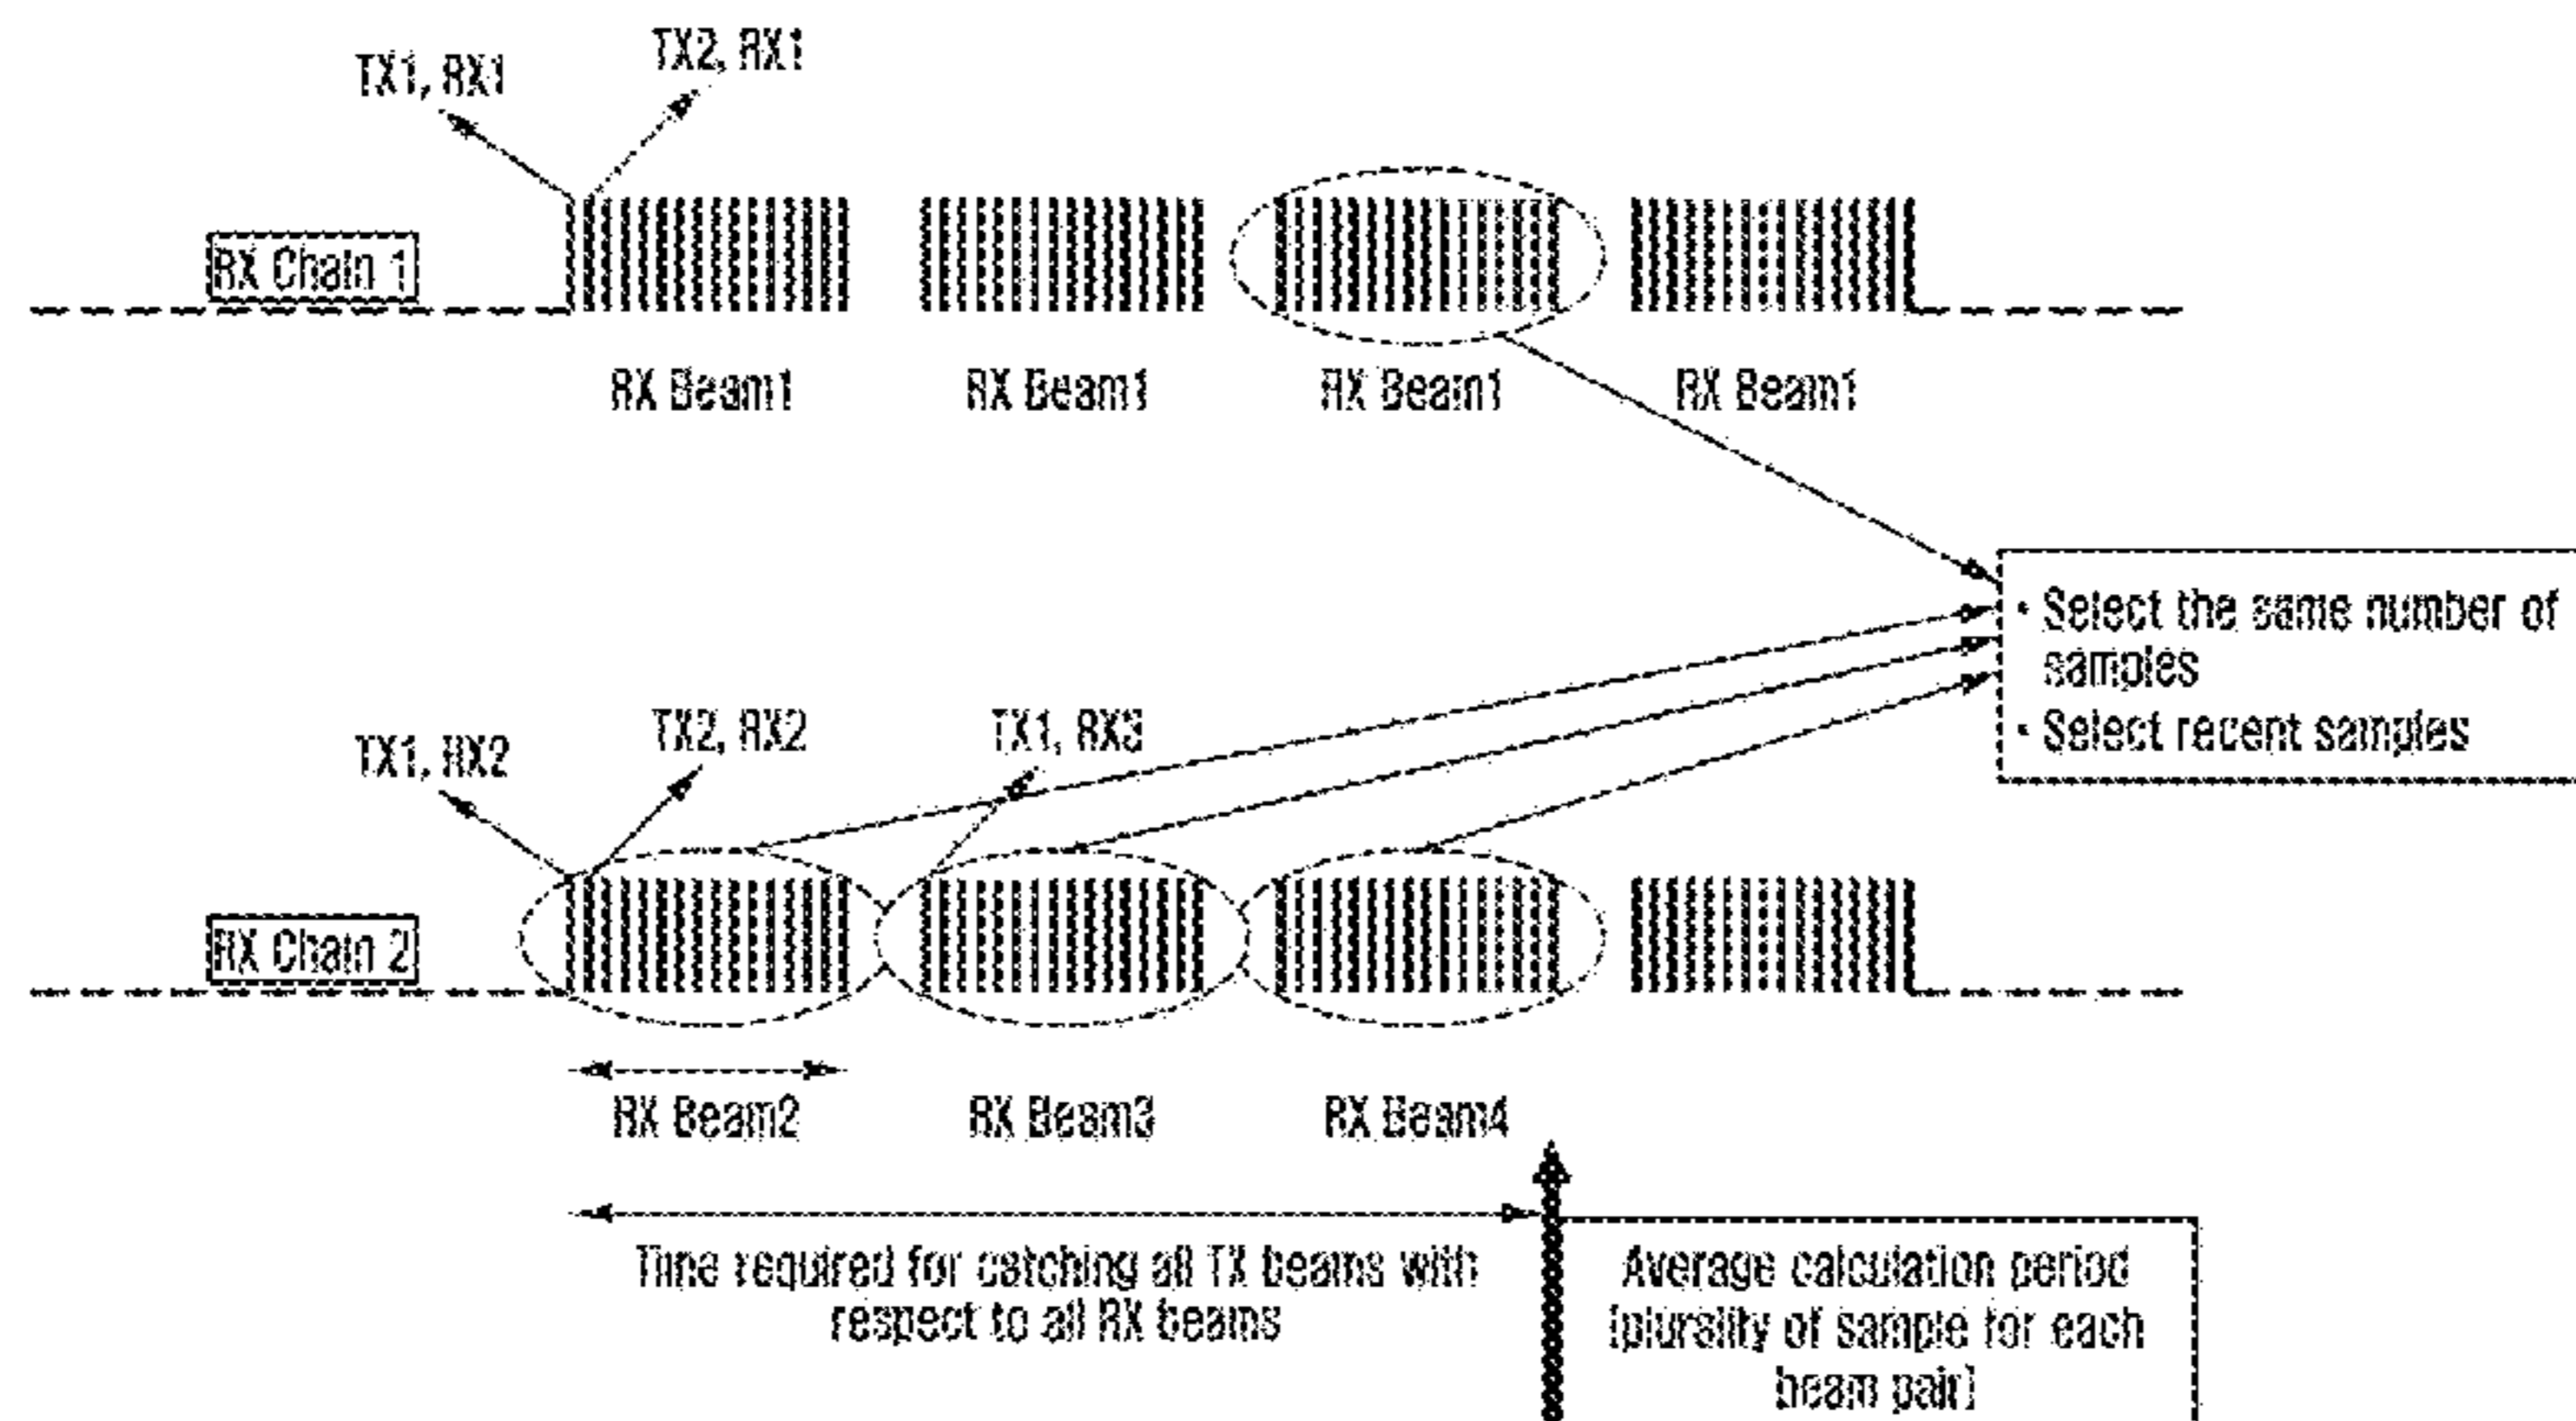 TX1, RX1
TX2, RX1
RX Chain 1
RX Beam1
RX Beam1
RX Beam1
RX Beam1
• Select the same number of
samples
• Select recent samples
TX1, RX2
TX2, RX2
TX1, RX3
RX Chain 2
RX Beam2
RX Beam3
RX Beam4
Time required for catching all TX beams with
respect to all RX beams
Average calculation period
(plurality of sample for each
beam pair)